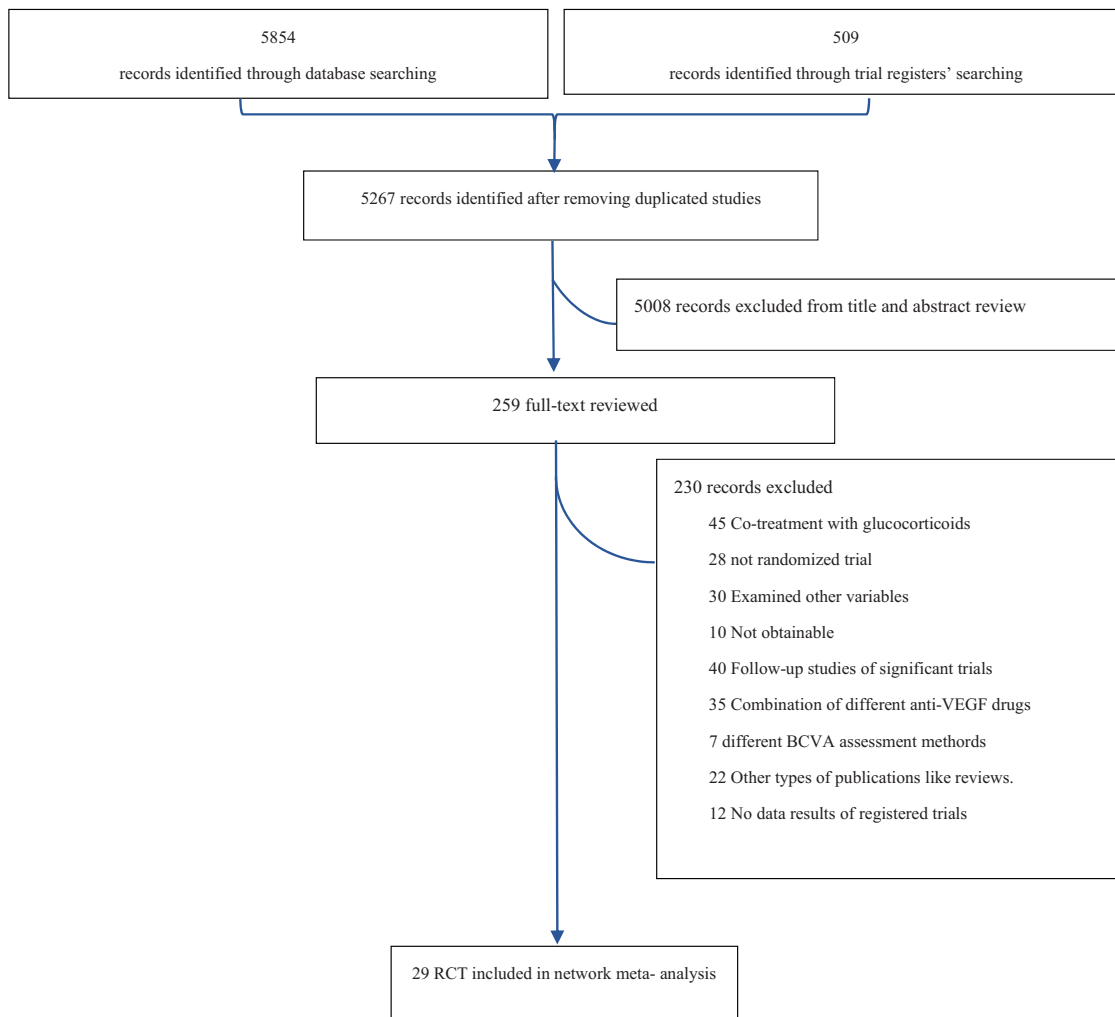 5854
records identified through database searching
509
records identified through trial registers’ searching
5267 records identified after removing duplicated studies
5008 records excluded from title and abstract review
259 full-text reviewed
230 records excluded
45 Co-treatment with glucocorticoids
28 not randomized trial
30 Examined other variables
10 Not obtainable
40 Follow-up studies of significant trials
35 Combination of different anti-VEGF drugs
7 different BCVA assessment methords
22 Other types of publications like reviews.
12 No data results of registered trials
29 RCT included in network meta- analysis